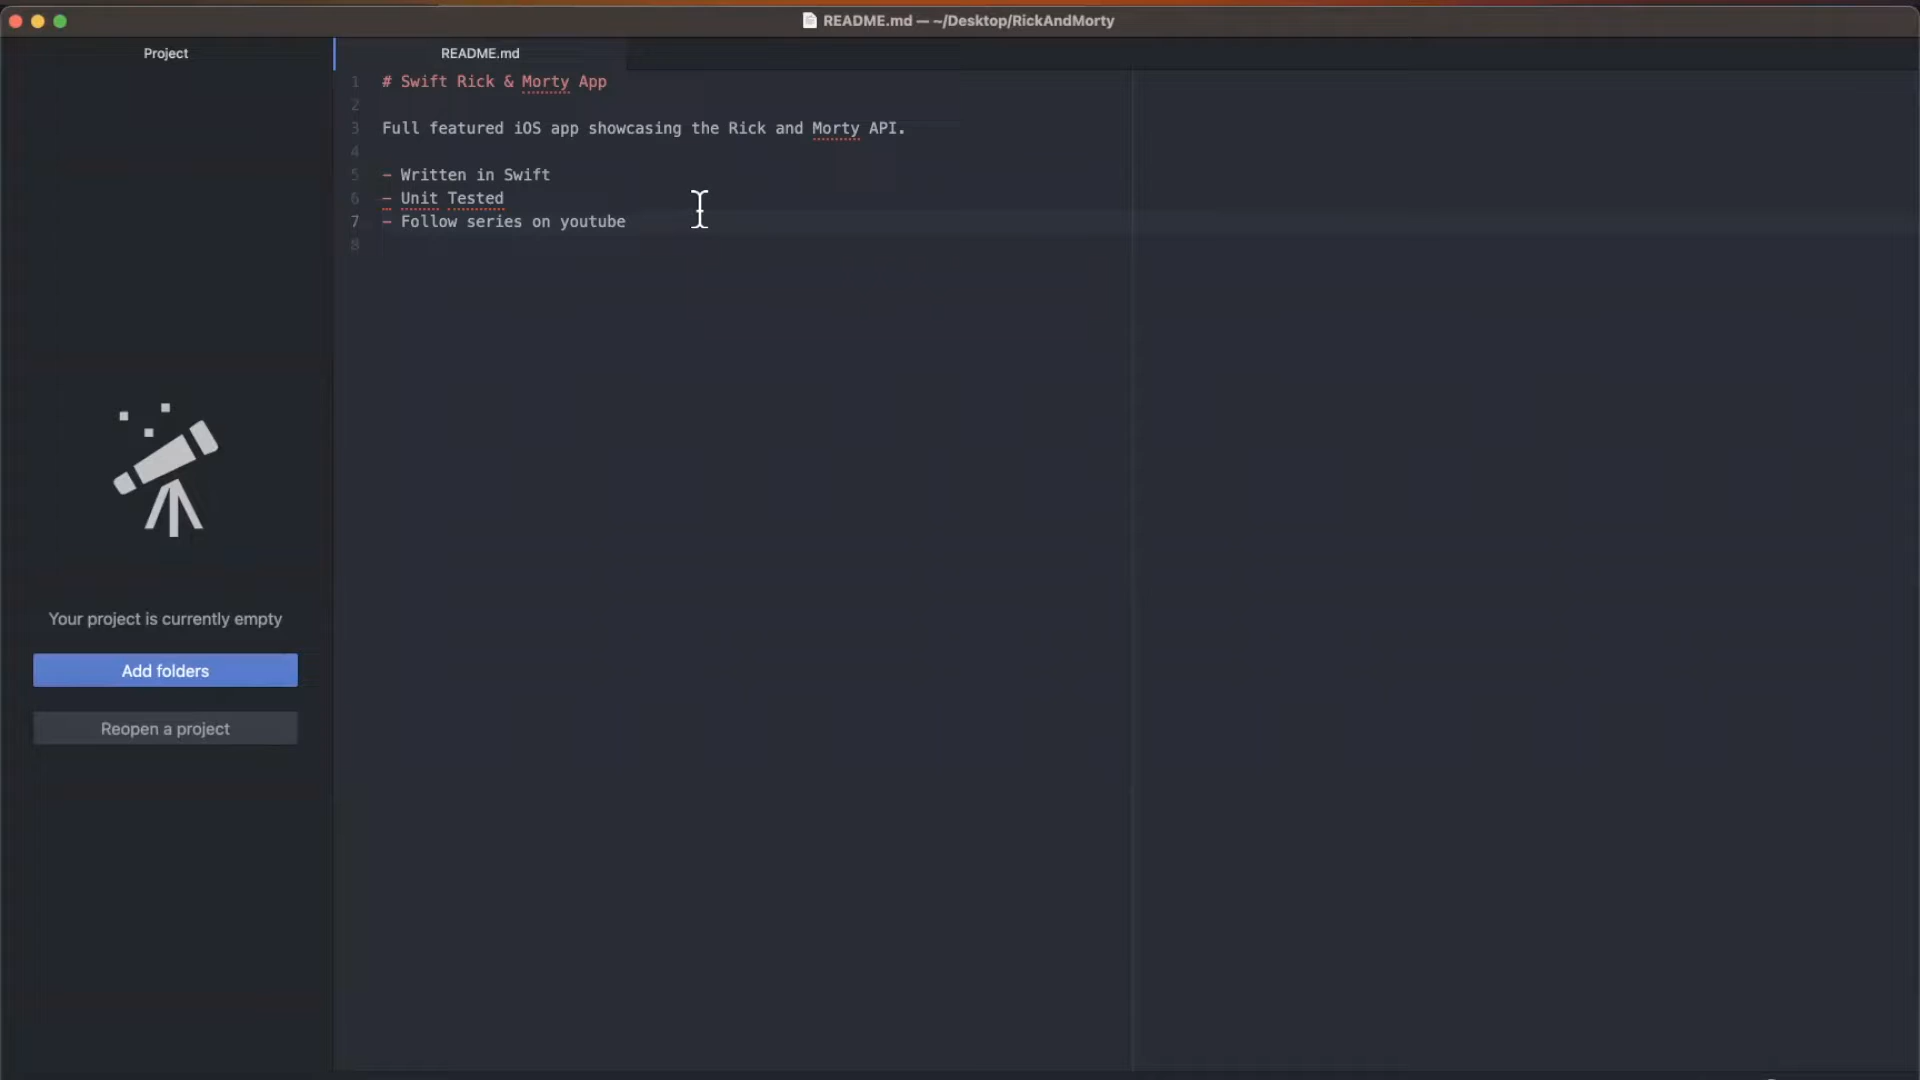 README.md — ~/Desktop/RickAndMorty
Project
README.md
1 # Swift Rick & Morty App
2
3 Full featured iOS app showcasing the Rick and Morty API.
4
5 - Written in Swift
6 - Unit Tested
7 - Follow series on youtube
8
Your project is currently empty
Add folders
Reopen a project